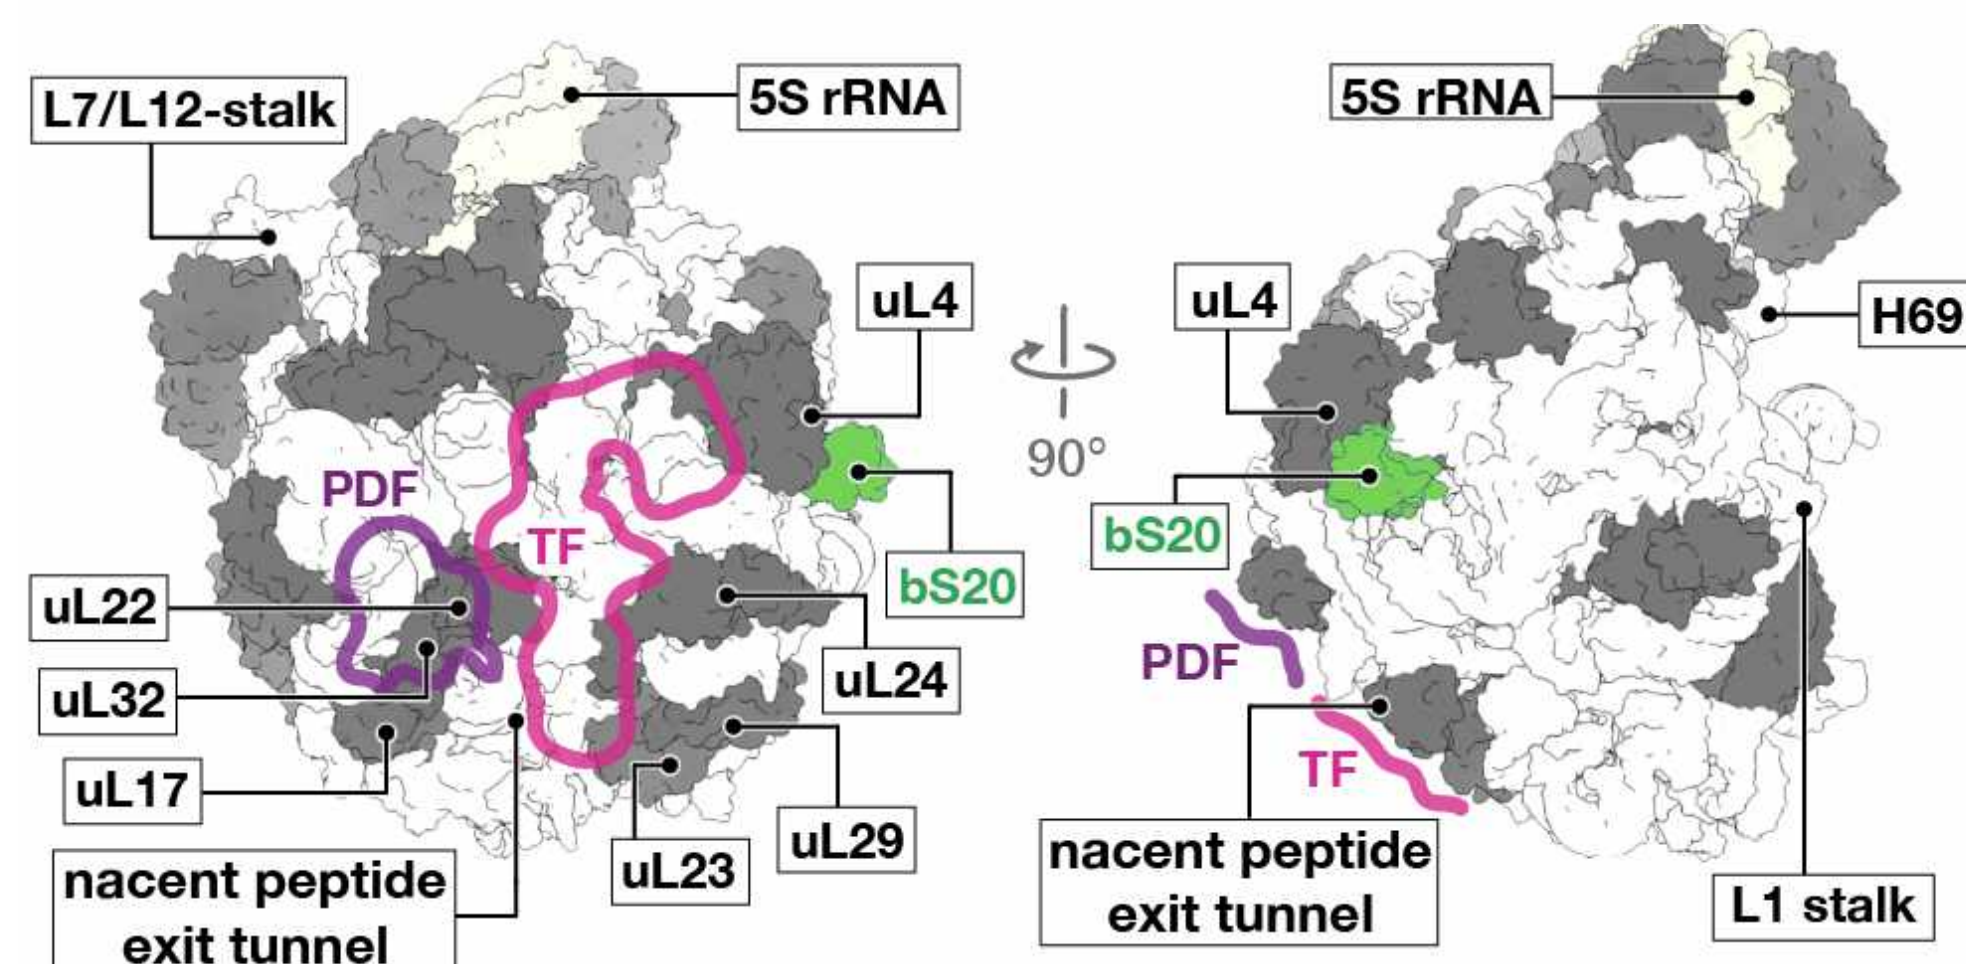 L7/L12-stalk
5S rRNA
uL4
bS20
PDF
TF
uL22
uL32
uL24
uL17
uL29
uL23
nacent peptide
exit tunnel
90°
5S rRNA
uL4
H69
bS20
PDF
TF
nacent peptide
exit tunnel
L1 stalk